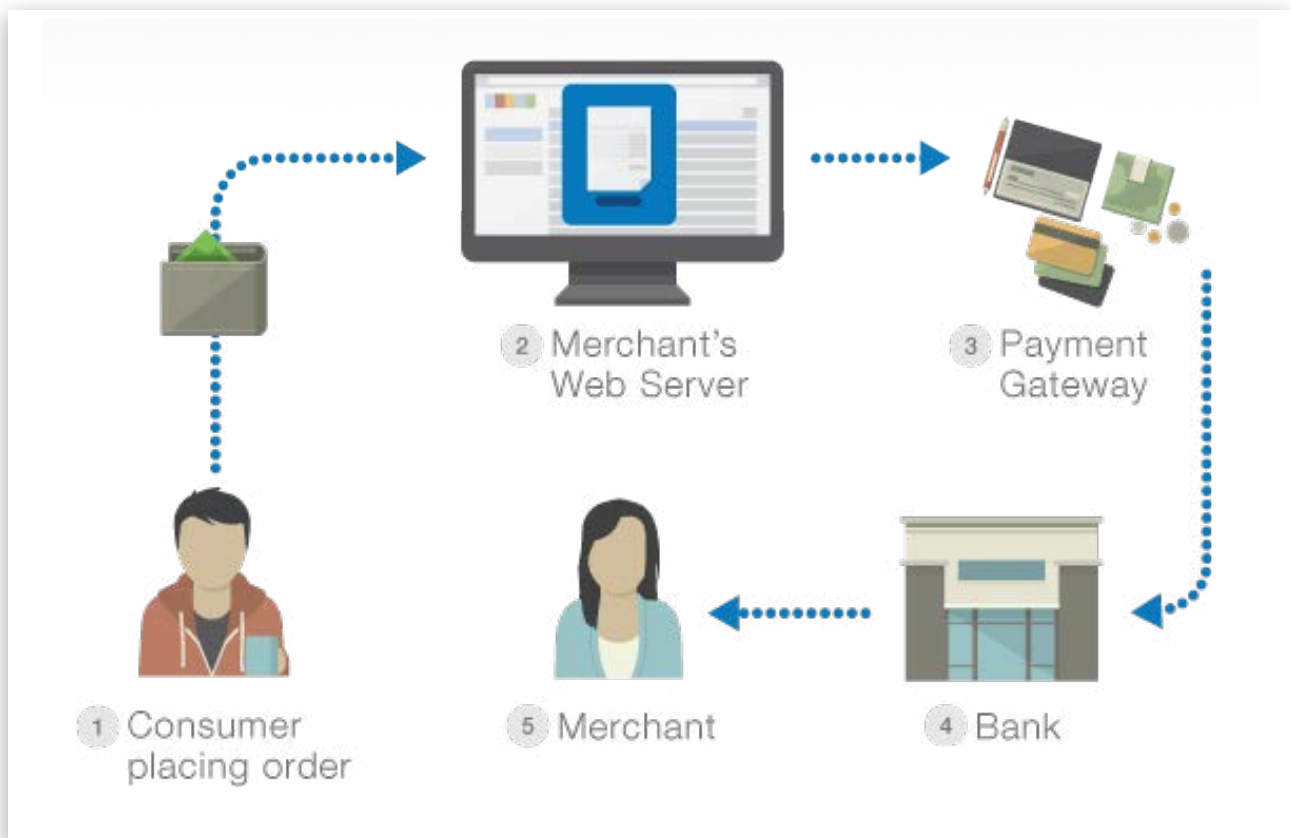 2 Merchant's
Web Server
3 Payment
Gateway
1 Consumer
placing order
5 Merchant
4 Bank